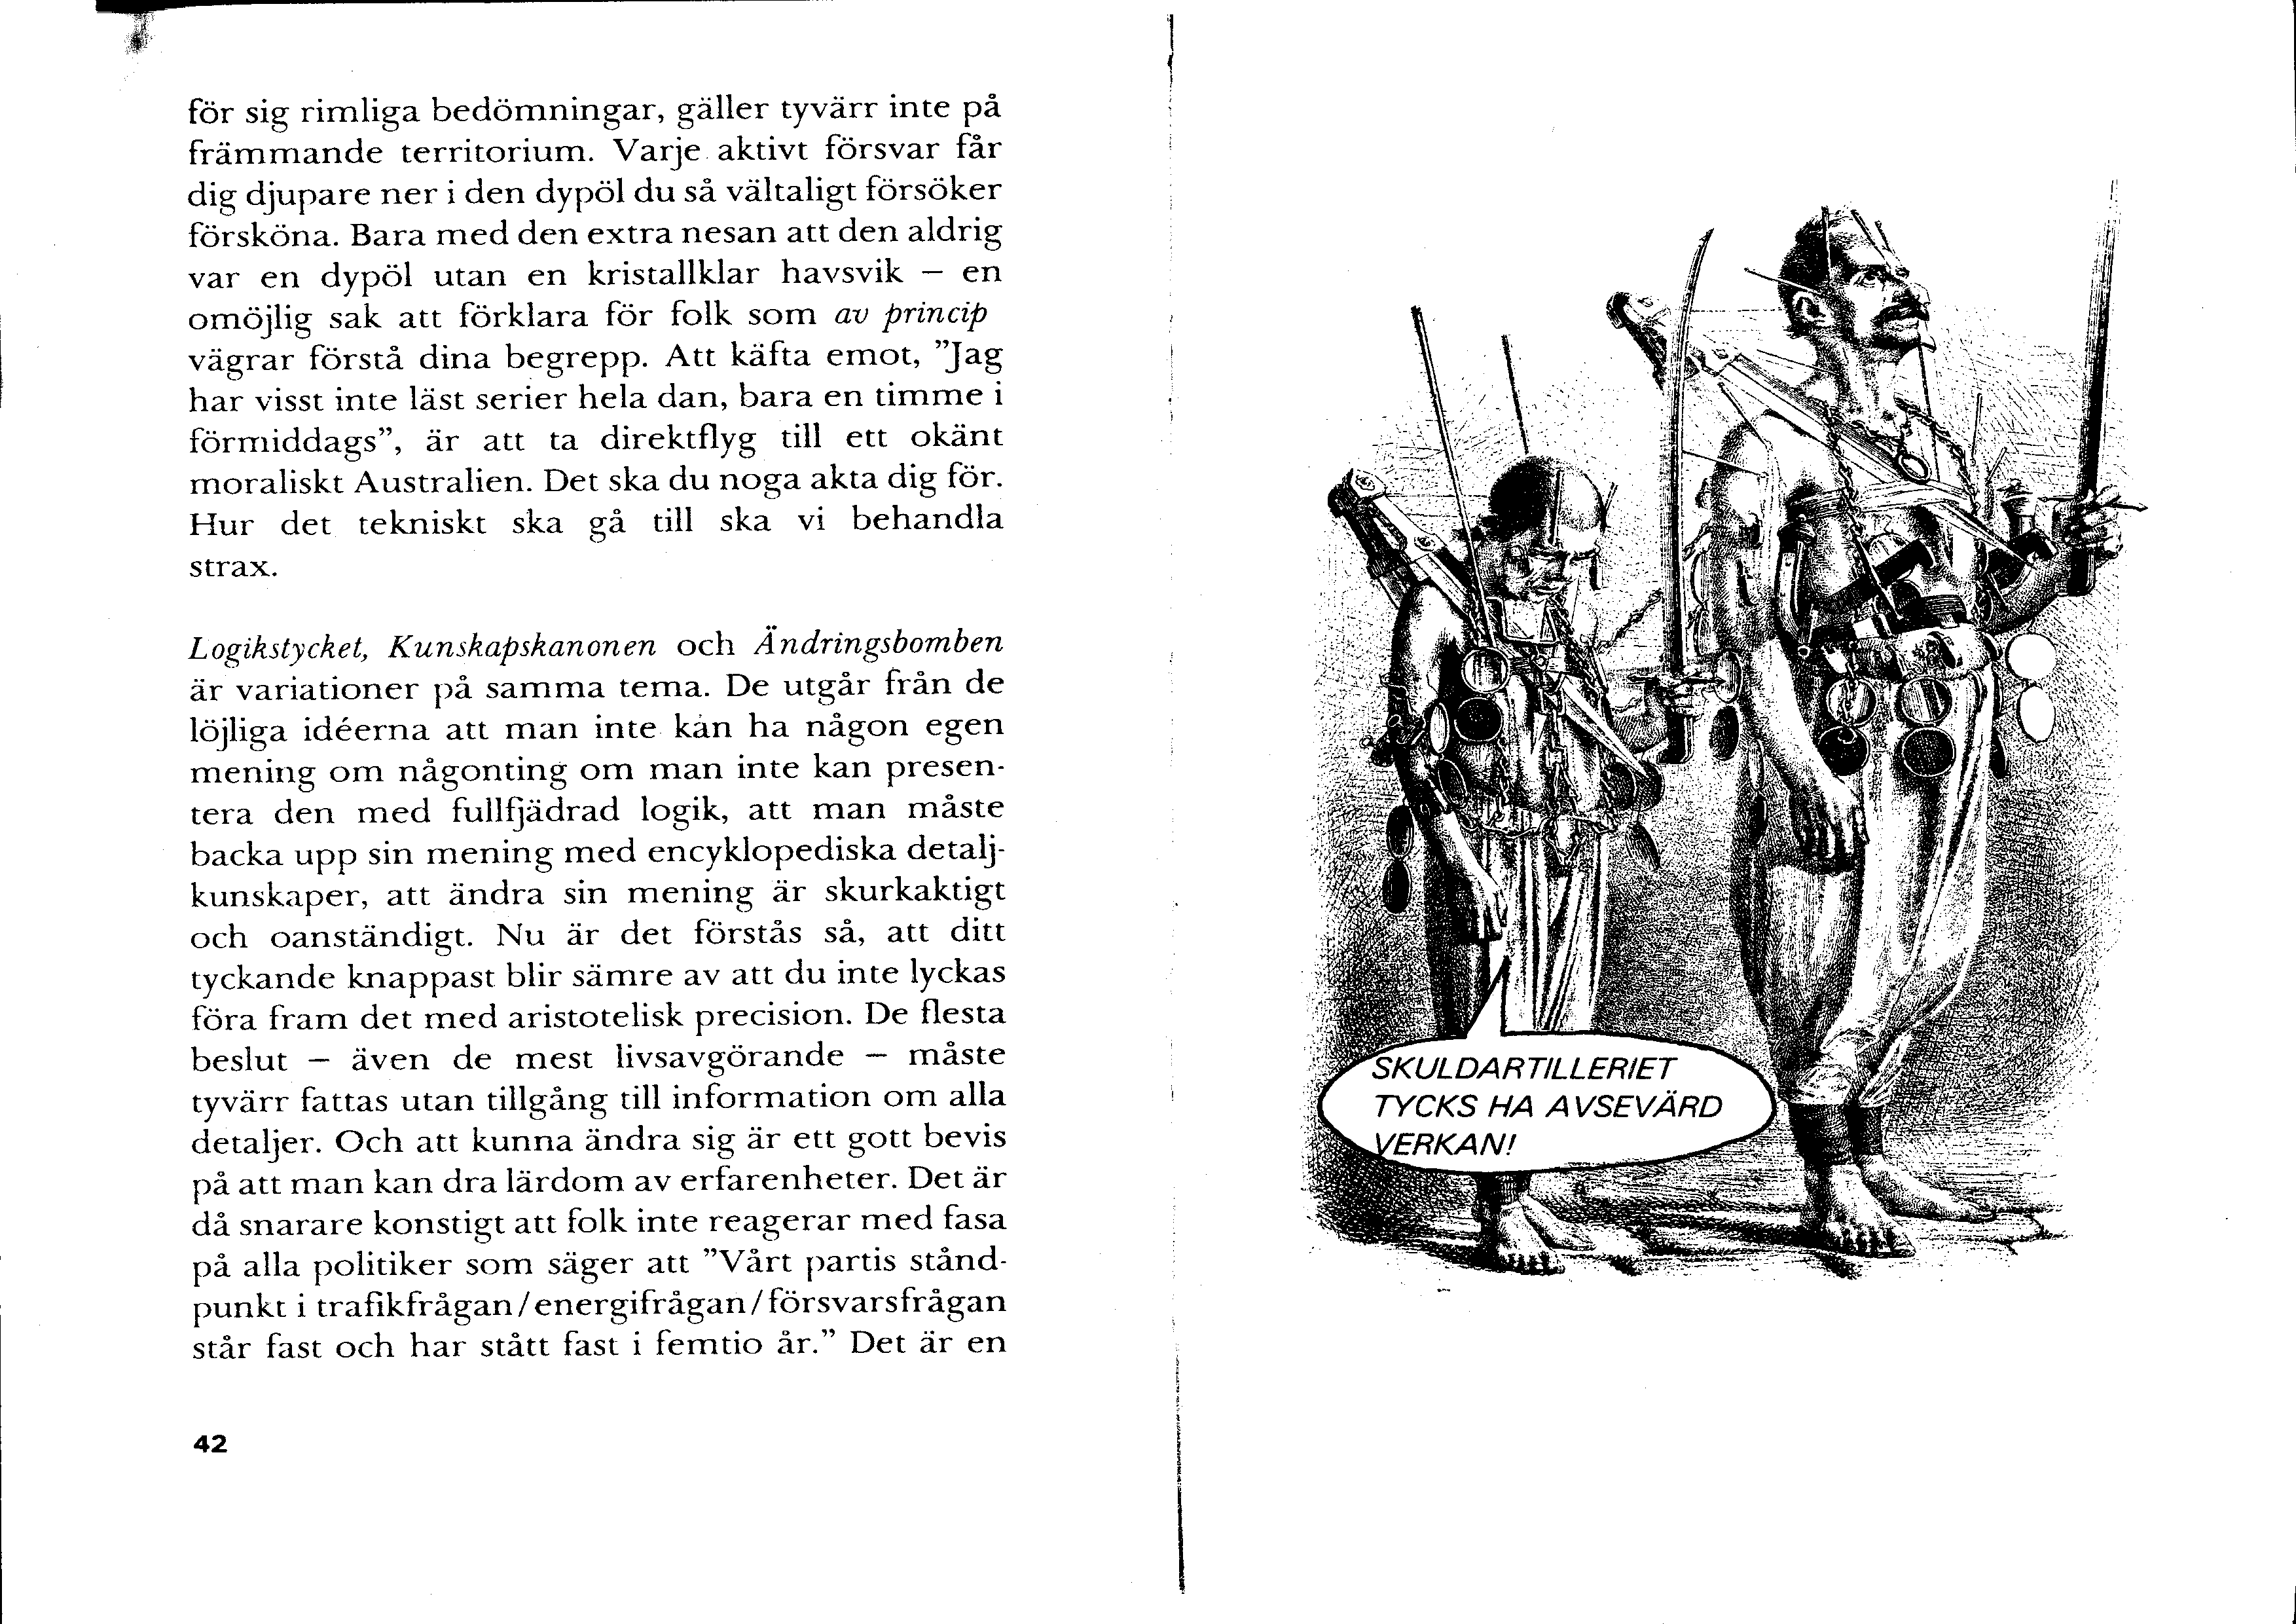 för sig rimliga bedömningar, gäller tyvärr inte på
främmande territorium. Varje aktivt försvar får
dig djupare ner i den dypöl du så vältaligt försöker
försköna. Bara med den extra nesan att den aldrig
var en dypöl utan en kristallklar havsvik – en
omöjlig sak att förklara för folk som av princip
vägrar förstå dina begrepp. Att käfta emot, ”Jag
har visst inte läst serier hela dan, bara en timme i
förmiddags”, är att ta direktflyg till ett okänt
moraliskt Australien. Det ska du noga akta dig för.
Hur det tekniskt ska gå till ska vi behandla
strax.

Logikstycket, Kunskapskanonen och Ändringsbomben
är variationer på samma tema. De utgår från de
löjliga idéerna att man inte kan ha någon egen
mening om någonting om man inte kan presen-
tera den med fullfjädrad logik, att man måste
backa upp sin mening med encyklopediska detalj-
kunskaper, att ändra sin mening är skurkaktigt
och oanständigt. Nu är det förstås så, att ditt
tyckande knappast blir sämre av att du inte lyckas
föra fram det med aristotelisk precision. De flesta
beslut – även de mest livsavgörande – måste
tyvärr fattas utan tillgång till information om alla
detaljer. Och att kunna ändra sig är ett gott bevis
på att man kan dra lärdom av erfarenheter. Det är
då snarare konstigt att folk inte reagerar med fasa
på alla politiker som säger att ”Vårt partis stånd-
punkt i trafikfrågan/energifrågan/försvarsfrågan
står fast och har stått fast i femtio år.” Det är en

42

SKULDARTILLERIET
TYCKS HA AVSEVÄRD
VERKAN!